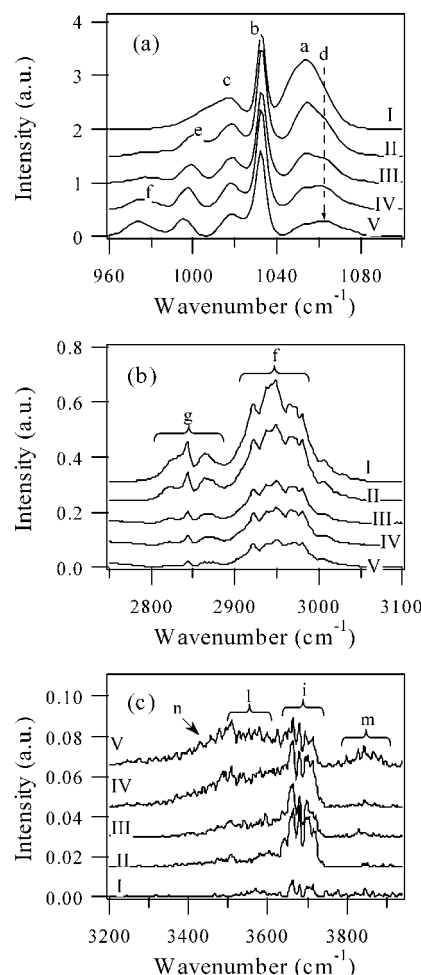 (a)
b
a
d
c
e
f
I
II
III
IV
V
4
3
2
1
0
Intensity (a.u.)
960 1000 1040 1080
Wavenumber (cm⁻¹)
(b)
f
g
I
II
III
IV
V
0.8
0.6
0.4
0.2
0.0
Intensity (a.u.)
2800 2900 3000 3100
Wavenumber (cm⁻¹)
(c)
n
l
i
m
V
IV
III
II
I
0.10
0.08
0.06
0.04
0.02
0.00
Intensity (a.u.)
3200 3400 3600 3800
Wavenumber (cm⁻¹)